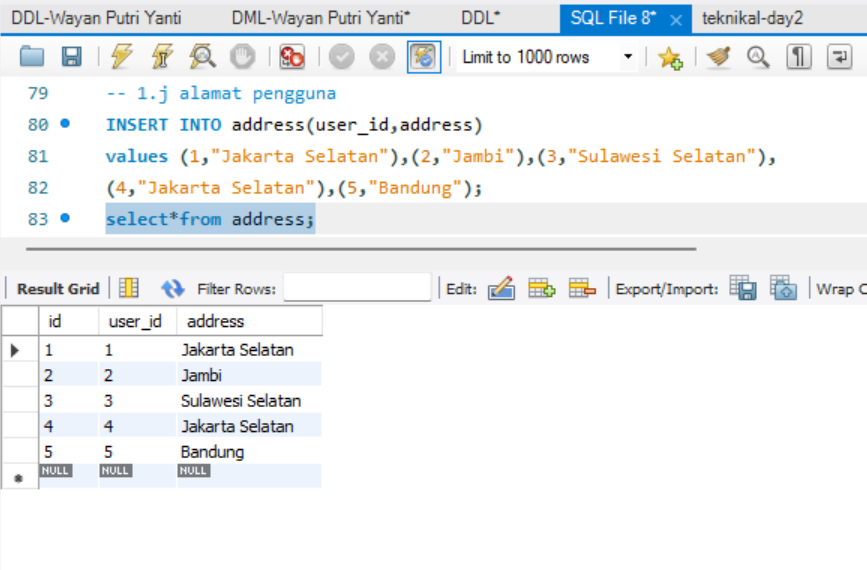 DDL-Wayan Putri Yanti DML-Wayan Putri Yanti* DDL* SQL File 8* × teknikal-day2
Limit to 1000 rows
79 -- 1.j alamat pengguna
80 INSERT INTO address(user_id,address)
81 values (1,"Jakarta Selatan"),(2,"Jambi"),(3,"Sulawesi Selatan"),
82 (4,"Jakarta Selatan"),(5,"Bandung");
83 select*from address;
Result Grid Filter Rows: Edit: Export/Import: Wrap C
id user_id address
1 1 Jakarta Selatan
2 2 Jambi
3 3 Sulawesi Selatan
4 4 Jakarta Selatan
5 5 Bandung
NULL NULL NULL